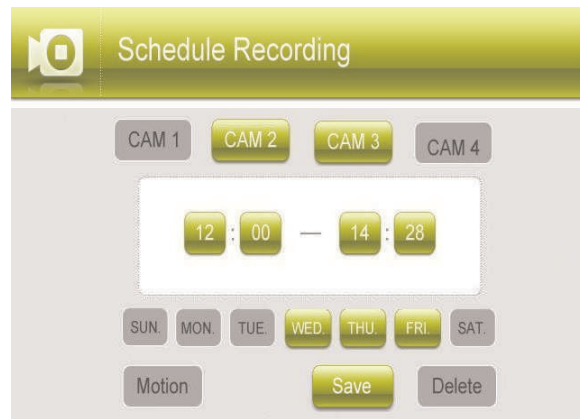 Schedule Recording
CAM 1 CAM 2 CAM 3 CAM 4
12 : 00 — 14 : 28
SUN. MON. TUE. WED. THU. FRI. SAT.
Motion Save Delete